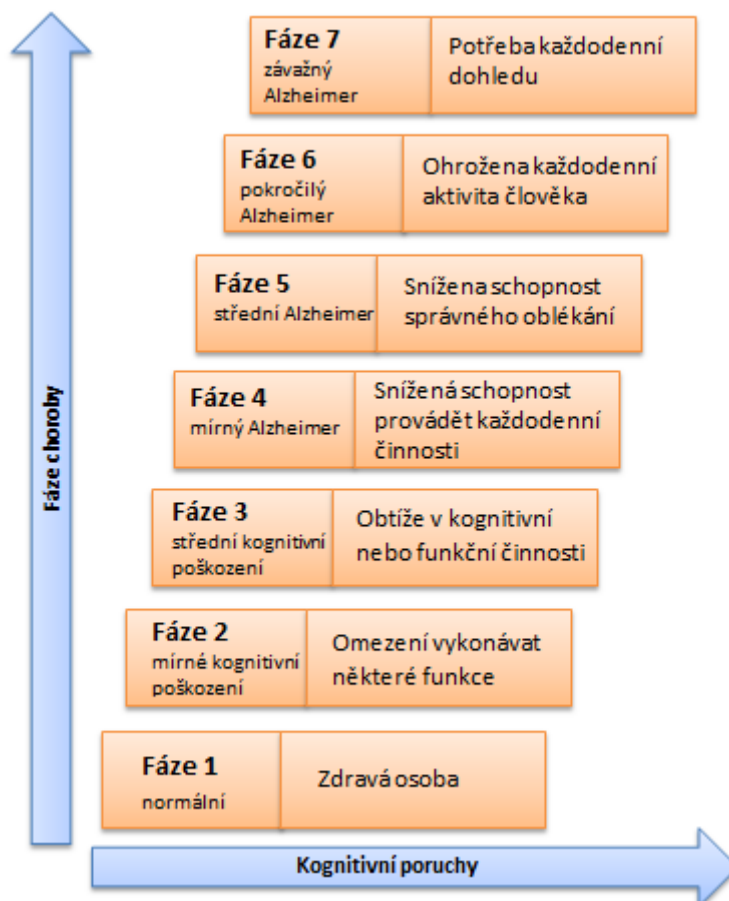 Fáze 7
závažný
Alzheimer
Potřeba každodenní
dohledu
Fáze 6
pokročilý
Alzheimer
Ohrožena každodenní
aktivita člověka
Fáze 5
střední Alzheimer
Snížena schopnost
správného oblékání
Fáze 4
mírný Alzheimer
Snížená schopnost
provádět každodenní
činnosti
Fáze 3
střední kognitivní
poškození
Obtíže v kognitivní
nebo funkční činnosti
Fáze 2
mírné kognitivní
poškození
Omezení vykonávat
některé funkce
Fáze 1
normální
Zdravá osoba
Fáze choroby
Kognitivní poruchy